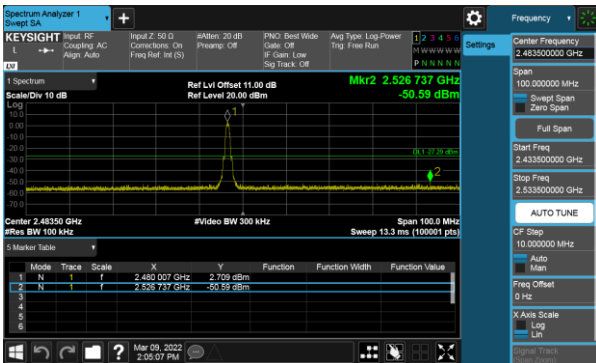 Spectrum Analyzer 1
Swept SA
+
Frequency
KEYSIGHT Input: RF Input Z: 50 Ω #Atten: 20 dB PNO: Best Wide Avg Type: Log-Power 1 2 3 4 5 6
L Coupling: AC Corrections: On Preamp: Off Gate: Off Trig: Free Run M W W W W W
Align: Auto Freq Ref: Int (S) IF Gain: Low
Sig Track: Off P N N N N N
LXI
1 Spectrum
Scale/Div 10 dB
Ref Lvl Offset 11.00 dB
Ref Level 20.00 dBm
Mkr2 2.526 737 GHz
-50.59 dBm
Log
10.0
0.00
-10.0
-20.0
-30.0
-40.0
-50.0
-60.0
-70.0
1
DL1 -27.29 dBm
2
Center 2.48350 GHz #Video BW 300 kHz Span 100.0 MHz
#Res BW 100 kHz Sweep 13.3 ms (100001 pts)
5 Marker Table
Mode Trace Scale X Y Function Function Width Function Value
1 N 1 f 2.480 007 GHz 2.709 dBm
2 N 1 f 2.526 737 GHz -50.59 dBm
3
4
5
6
?
Mar 09, 2022
2:05:07 PM
Settings
Center Frequency
2.483500000 GHz
Span
100.000000 MHz
Swept Span
Zero Span
Full Span
Start Freq
2.433500000 GHz
Stop Freq
2.533500000 GHz
AUTO TUNE
CF Step
10.000000 MHz
Auto
Man
Freq Offset
0 Hz
X Axis Scale
Log
Lin
Signal Track
(Span Zoom)